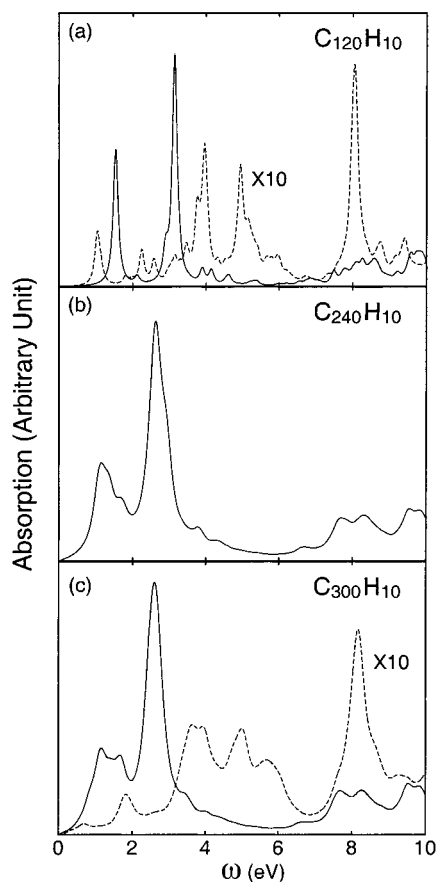 Absorption (Arbitrary Unit)
(a)
C120H10
X10
(b)
C240H10
(c)
C300H10
X10
0 2 4 6 8 10
ω (eV)